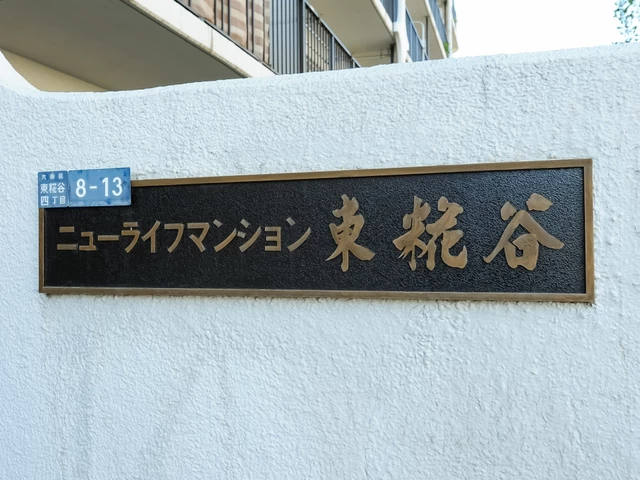 大田区
東糀谷
四丁目
8-13
ニューライフマンション 東糀谷